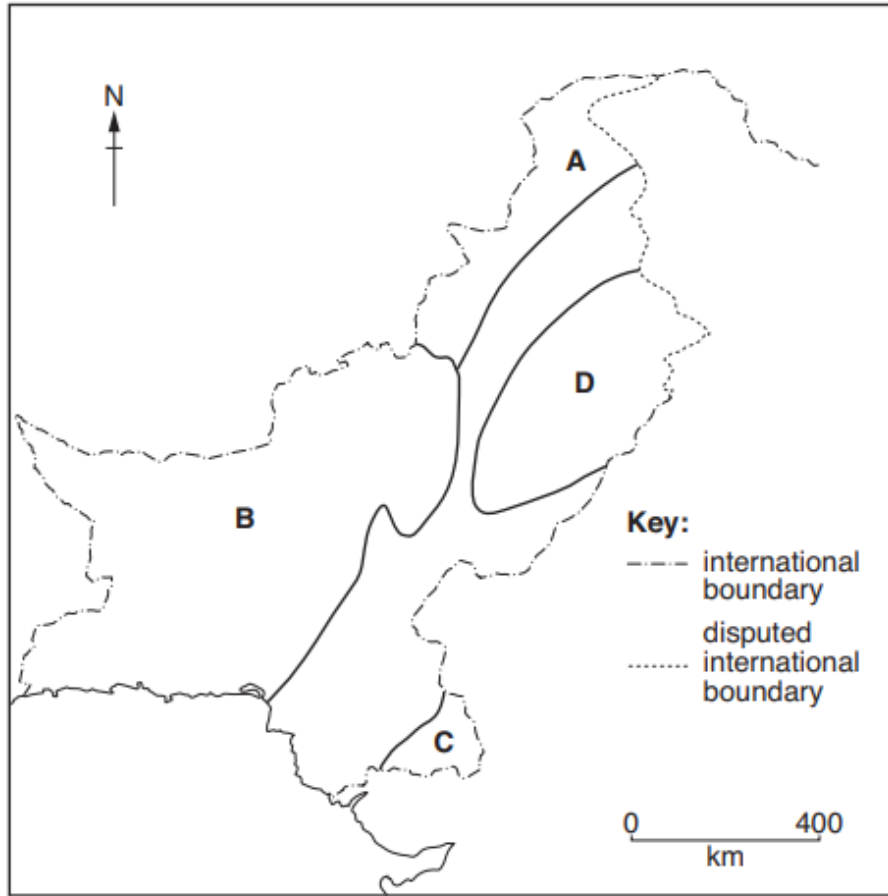 N
A
D
B
Key:
international
boundary
disputed
international
boundary
C
0 400
km